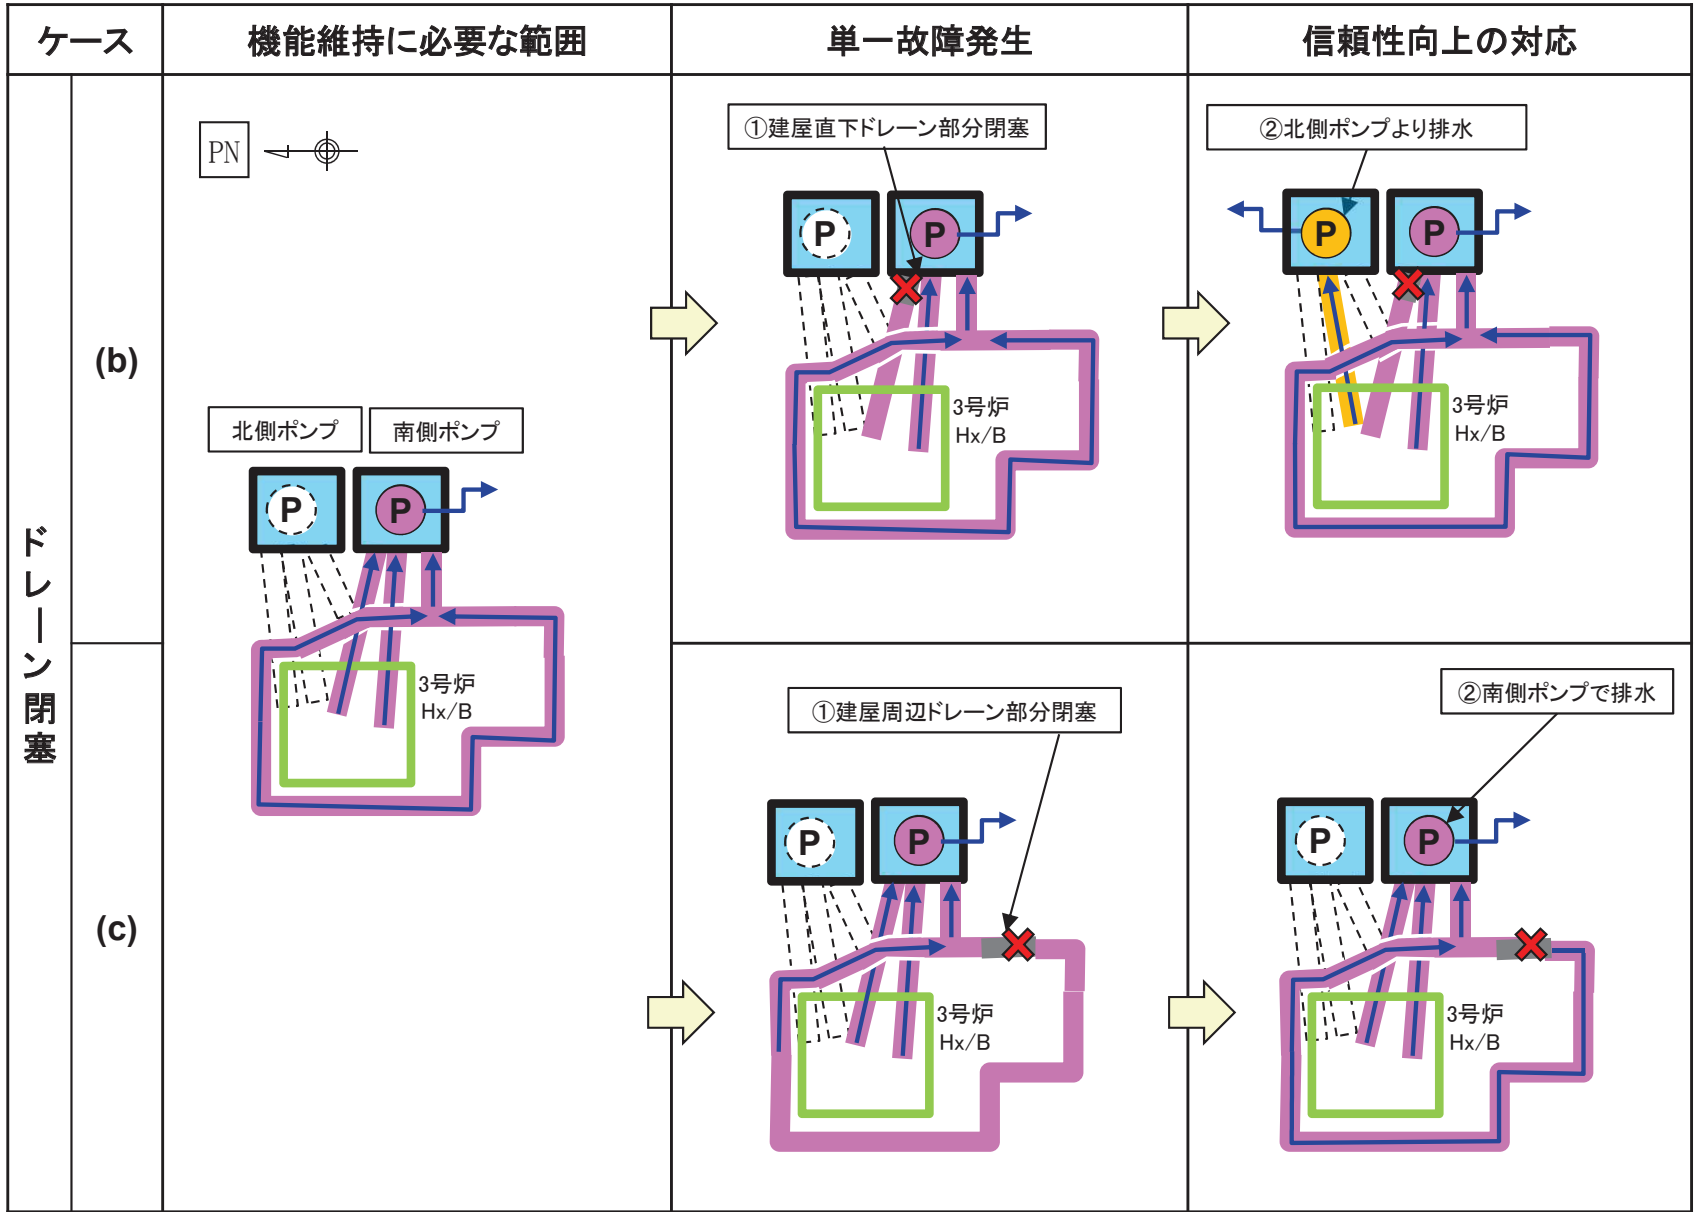 ケース
機能維持に必要な範囲
単一故障発生
信頼性向上の対応
ドレーン閉塞
(b)
PN
北側ポンプ
南側ポンプ
P
P
3号炉
Hx/B
①建屋直下ドレーン部分閉塞
P
P
3号炉
Hx/B
②北側ポンプより排水
P
P
3号炉
Hx/B
(c)
①建屋周辺ドレーン部分閉塞
P
P
3号炉
Hx/B
②南側ポンプで排水
P
P
3号炉
Hx/B